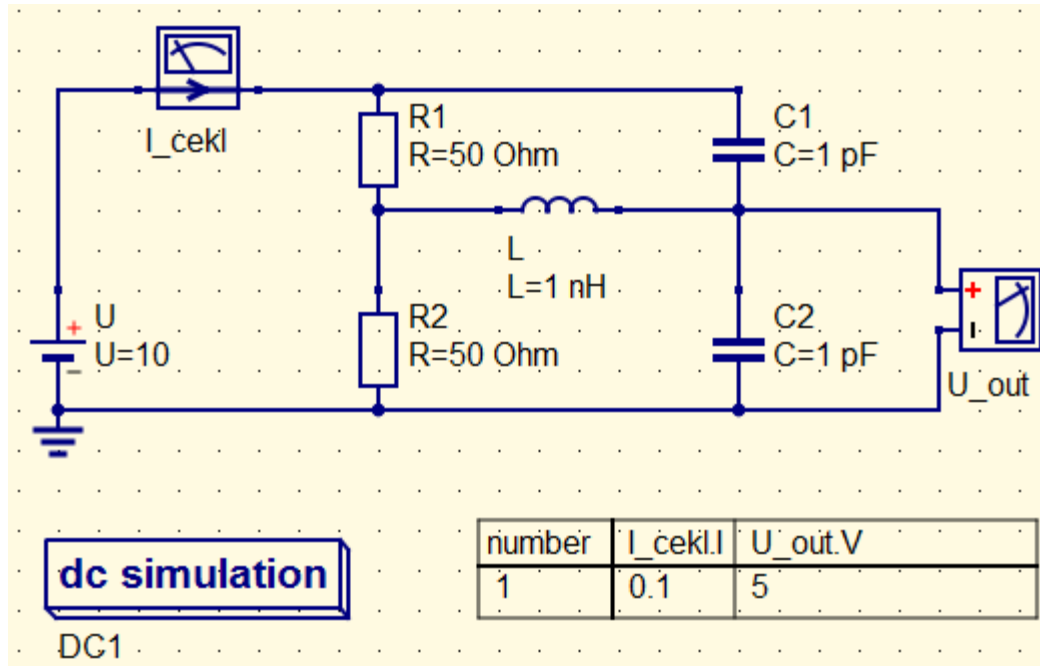 I_cekl
R1
R=50 Ohm
C1
C=1 pF
L
L=1 nH
U
U=10
R2
R=50 Ohm
C2
C=1 pF
U_out
dc simulation
DC1
number I_cekl.I U_out.V
1 0.1 5